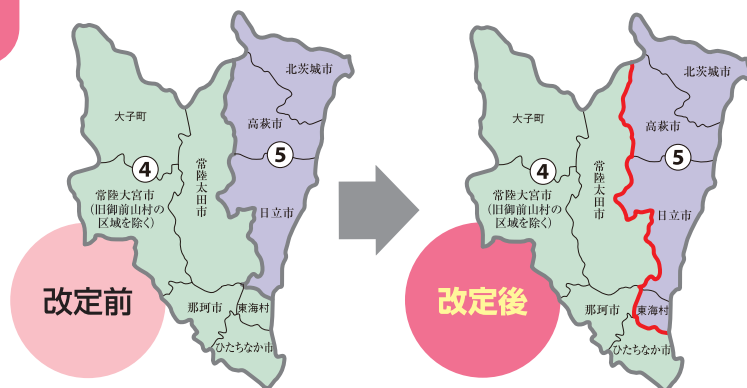 北茨城市
大子町
高萩市
④
⑤
常陸太田市
常陸大宮市
(旧御前山村の
区域を除く)
日立市
改定前
那珂市
東海村
ひたちなか市
北茨城市
大子町
高萩市
④
⑤
常陸太田市
常陸大宮市
(旧御前山村の
区域を除く)
日立市
改定後
那珂市
東海村
ひたちなか市